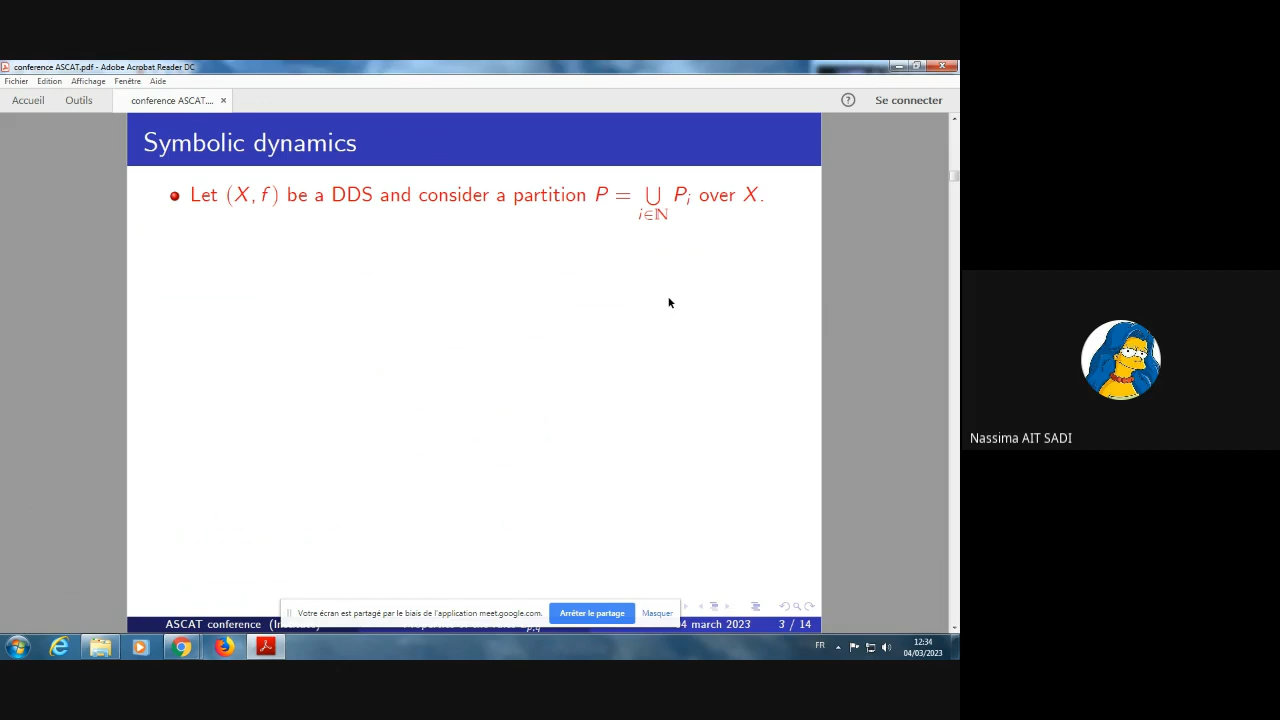 conference ASCAT.pdf - Adobe Acrobat Reader DC
Fichier Edition Affichage Fenêtre Aide
Accueil Outils conference ASCAT.... × ? Se connecter
Symbolic dynamics
Let (X, f) be a DDS and consider a partition P = ⋃ Pᵢ over X.
i∈ℕ
Nassima AIT SADI
Votre écran est partagé par le biais de l'application meet.google.com. Arrêter le partage Masquer
ASCAT conference 4 march 2023 3 / 14
FR 12:34
04/03/2023